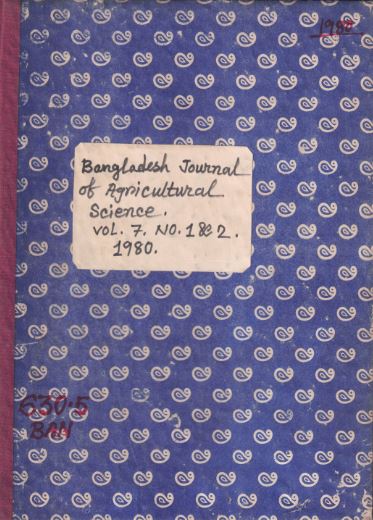 1980
Bangladesh Journal
of Agricultural
Science.
VOL. 7. NO. 1&2.
1980.
630.5
BAN